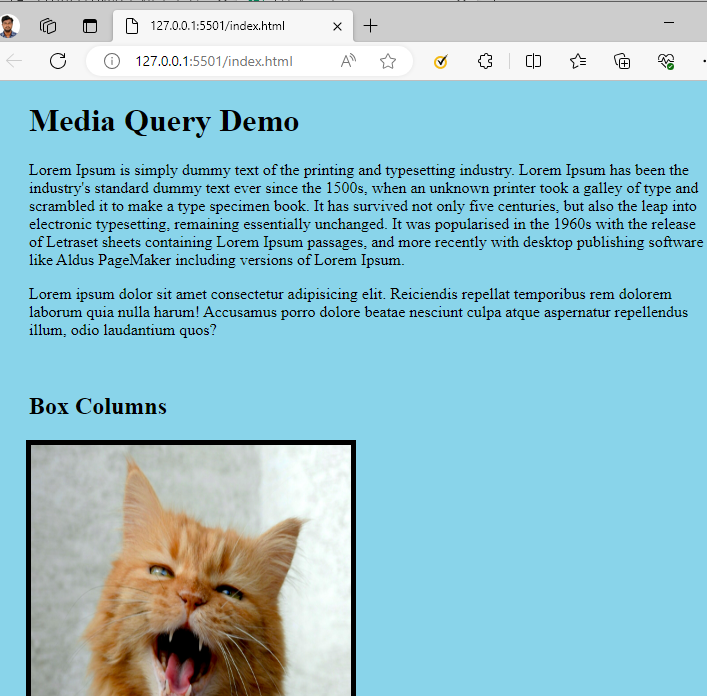 127.0.0.1:5501/index.html
127.0.0.1:5501/index.html
Media Query Demo
Lorem Ipsum is simply dummy text of the printing and typesetting industry. Lorem Ipsum has been the
industry's standard dummy text ever since the 1500s, when an unknown printer took a galley of type and
scrambled it to make a type specimen book. It has survived not only five centuries, but also the leap into
electronic typesetting, remaining essentially unchanged. It was popularised in the 1960s with the release
of Letraset sheets containing Lorem Ipsum passages, and more recently with desktop publishing software
like Aldus PageMaker including versions of Lorem Ipsum.
Lorem ipsum dolor sit amet consectetur adipisicing elit. Reiciendis repellat temporibus rem dolorem
laborum quia nulla harum! Accusamus porro dolore beatae nesciunt culpa atque aspernatur repellendus
illum, odio laudantium quos?
Box Columns